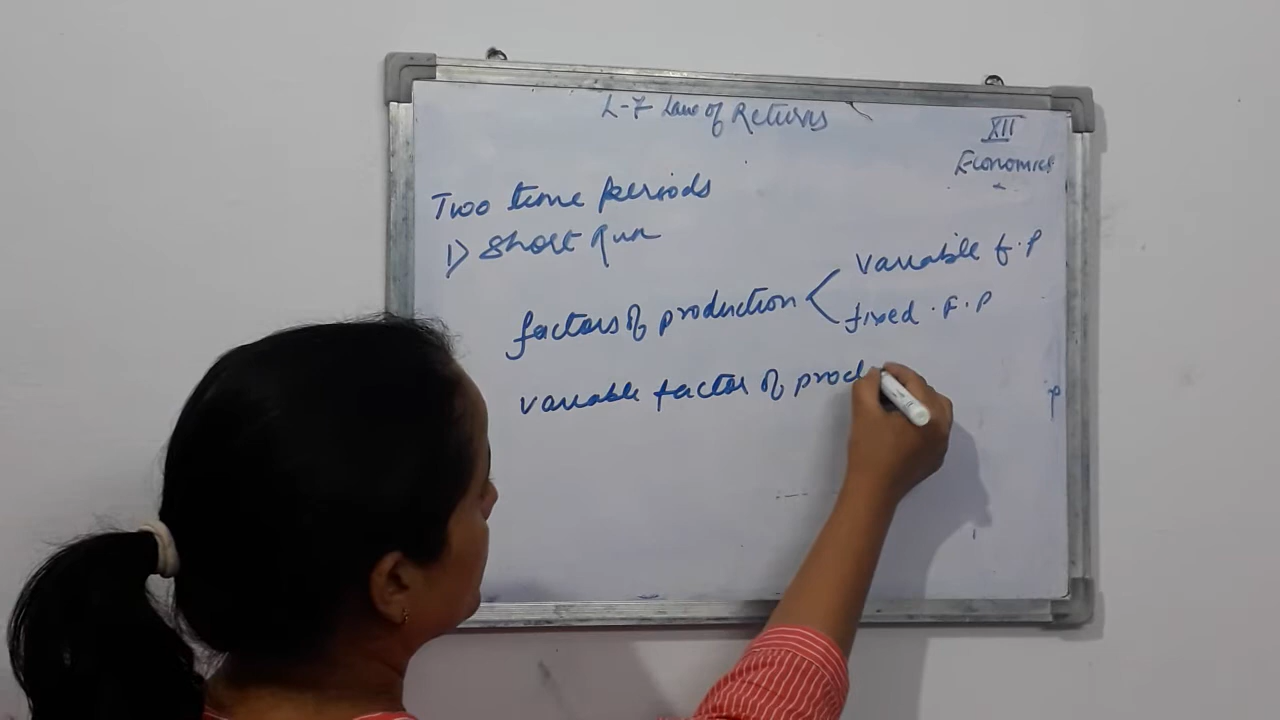 L-7 Law of Returns
XII
Economics
Two time periods
1) Short Run
factors of production < variable f.P
fixed . F.P
variable factor of prod